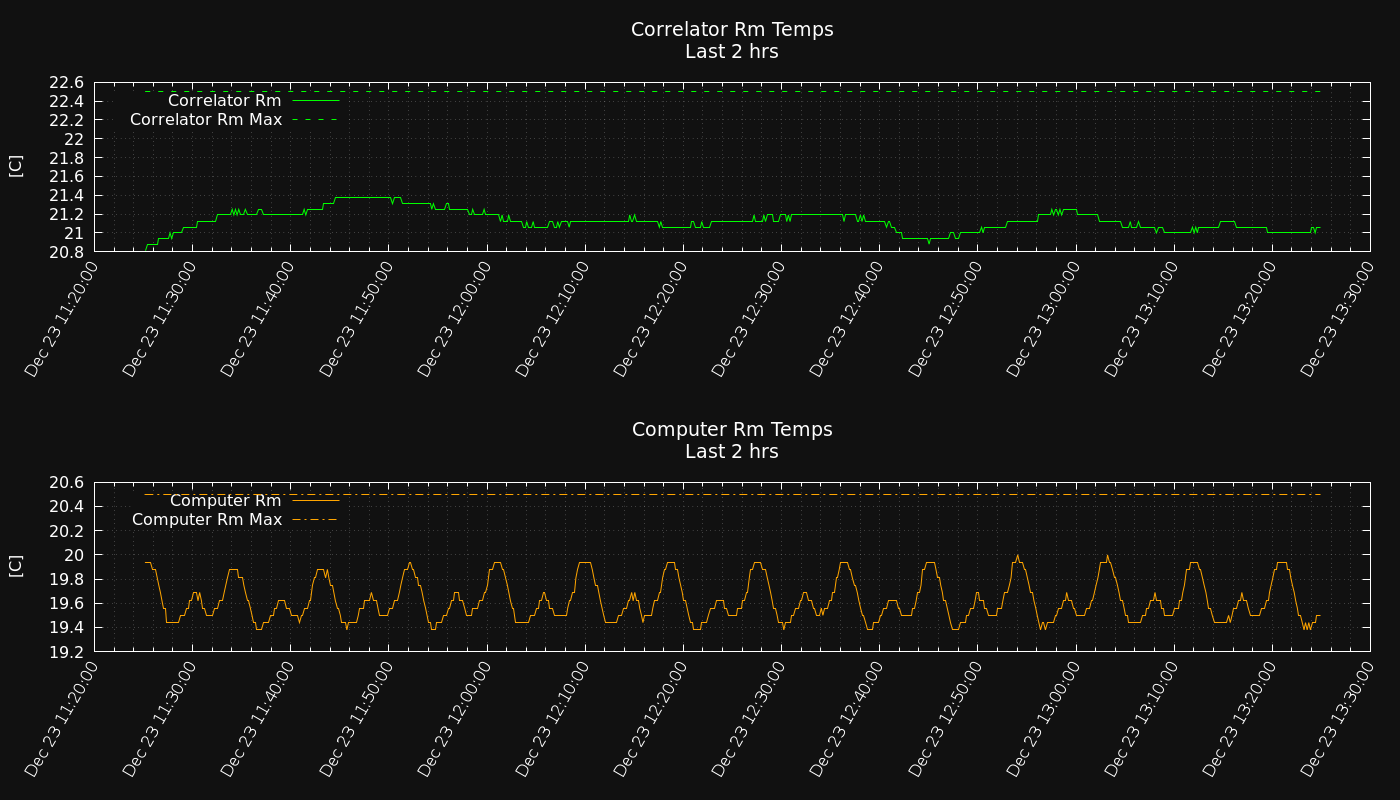 Correlator Rm Temps
Last 2 hrs
22.6
22.4
22.2
22
21.8
21.6
21.4
21.2
21
20.8
[C]
Correlator Rm
Correlator Rm Max
Dec 23 11:20:00
Dec 23 11:30:00
Dec 23 11:40:00
Dec 23 11:50:00
Dec 23 12:00:00
Dec 23 12:10:00
Dec 23 12:20:00
Dec 23 12:30:00
Dec 23 12:40:00
Dec 23 12:50:00
Dec 23 13:00:00
Dec 23 13:10:00
Dec 23 13:20:00
Dec 23 13:30:00
Computer Rm Temps
Last 2 hrs
20.6
20.4
20.2
20
19.8
19.6
19.4
19.2
[C]
Computer Rm
Computer Rm Max
Dec 23 11:20:00
Dec 23 11:30:00
Dec 23 11:40:00
Dec 23 11:50:00
Dec 23 12:00:00
Dec 23 12:10:00
Dec 23 12:20:00
Dec 23 12:30:00
Dec 23 12:40:00
Dec 23 12:50:00
Dec 23 13:00:00
Dec 23 13:10:00
Dec 23 13:20:00
Dec 23 13:30:00